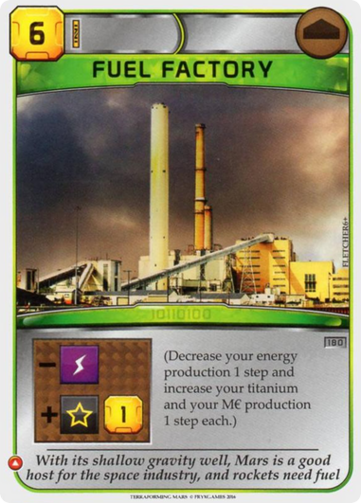 6
FUEL FACTORY
FLETCHER6+
10110100
180
(Decrease your energy
production 1 step and
increase your titanium
and your M€ production
1 step each.)
- 
+ 1
With its shallow gravity well, Mars is a good
host for the space industry, and rockets need fuel
TERRAFORMING MARS © FRYXGAMES 2016